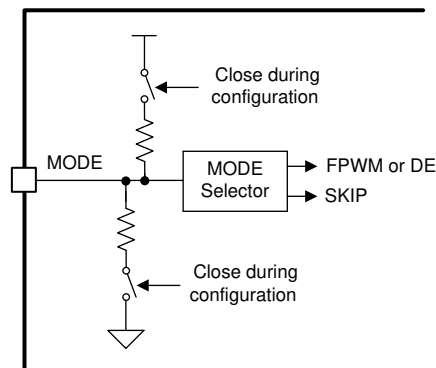 Close during
configuration
MODE
MODE
Selector
FPWM or DE
SKIP
Close during
configuration